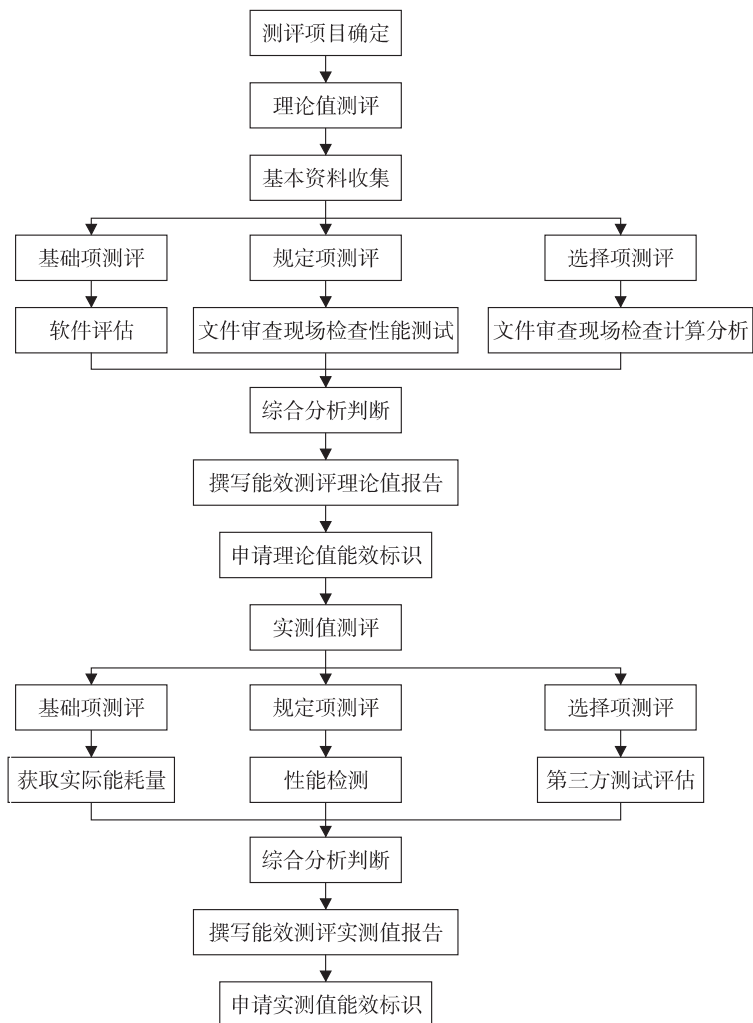 测评项目确定
理论值测评
基本资料收集
基础项测评
规定项测评
选择项测评
软件评估
文件审查现场检查性能测试
文件审查现场检查计算分析
综合分析判断
撰写能效测评理论值报告
申请理论值能效标识
实测值测评
基础项测评
规定项测评
选择项测评
获取实际能耗量
性能检测
第三方测试评估
综合分析判断
撰写能效测评实测值报告
申请实测值能效标识